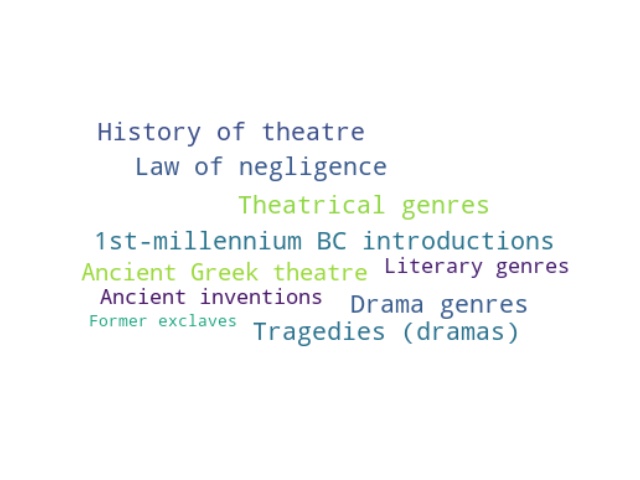 History of theatre
Law of negligence
Theatrical genres
1st-millennium BC introductions
Ancient Greek theatre
Literary genres
Ancient inventions
Drama genres
Former exclaves
Tragedies (dramas)